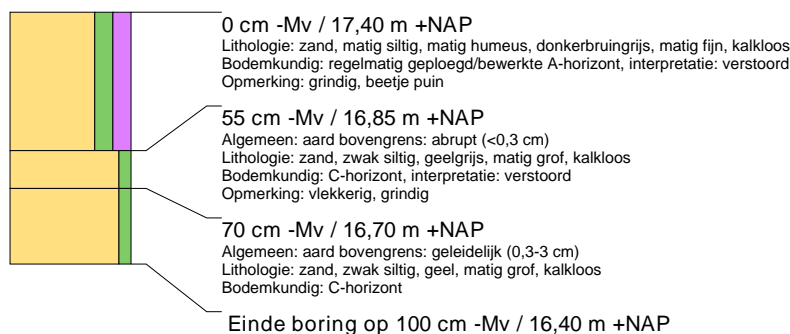 0 cm -Mv / 17,40 m +NAP
Lithologie: zand, matig siltig, matig humeus, donkerbruingrijs, matig fijn, kalkloos
Bodemkundig: regelmatig geploegd/bewerkte A-horizont, interpretatie: verstoord
Opmerking: grindig, beetje puin
55 cm -Mv / 16,85 m +NAP
Algemeen: aard bovengrens: abrupt (<0,3 cm)
Lithologie: zand, zwak siltig, geelgrijs, matig grof, kalkloos
Bodemkundig: C-horizont, interpretatie: verstoord
Opmerking: vlekkerig, grindig
70 cm -Mv / 16,70 m +NAP
Algemeen: aard bovengrens: geleidelijk (0,3-3 cm)
Lithologie: zand, zwak siltig, geel, matig grof, kalkloos
Bodemkundig: C-horizont
Einde boring op 100 cm -Mv / 16,40 m +NAP